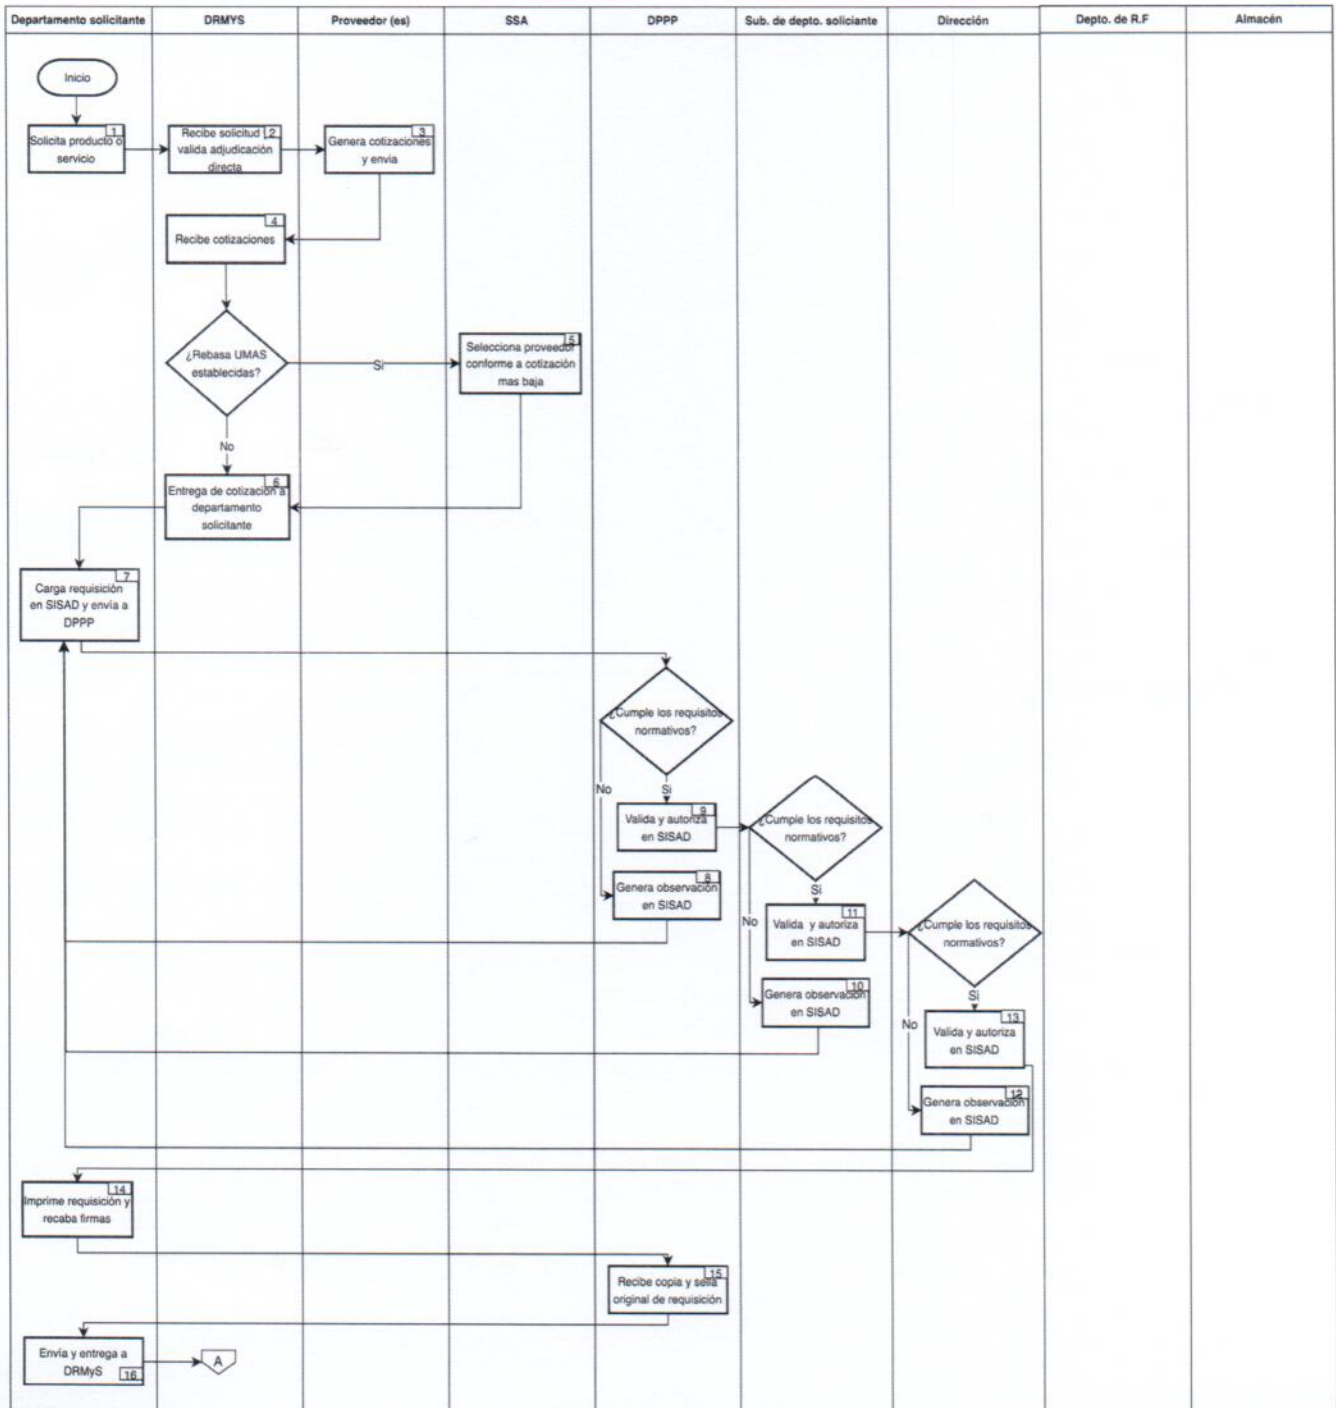 Departamento solicitante
DRMYS
Proveedor (es)
SSA
DPPP
Sub. de depto. soliciante
Dirección
Depto. de R.F
Almacén
Inicio
1
Solicita producto o
servicio
2
Recibe solicitud
valida adjudicación
directa
3
Genera cotizaciones
y envia
4
Recibe cotizaciones
¿Rebasa UMAS
establecidas?
Si
5
Selecciona proveedor
conforme a cotización
mas baja
No
6
Entrega de cotización a
departamento
solicitante
7
Carga requisición
en SISAD y envía a
DPPP
¿Cumple los requisitos
normativos?
No
Si
9
Valida y autoriza
en SISAD
¿Cumple los requisitos
normativos?
8
Genera observación
en SISAD
Si
No
11
Valida y autoriza
en SISAD
¿Cumple los requisitos
normativos?
10
Genera observación
en SISAD
Si
No
13
Valida y autoriza
en SISAD
12
Genera observación
en SISAD
14
Imprime requisición y
recaba firmas
15
Recibe copia y sella
original de requisición
Envía y entrega a
DRMyS
16
A